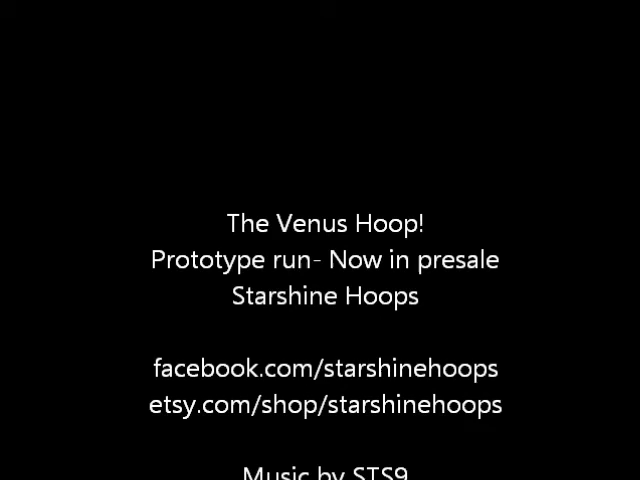 The Venus Hoop!
Prototype run- Now in presale
Starshine Hoops
facebook.com/starshinehoops
etsy.com/shop/starshinehoops
Music by STS9